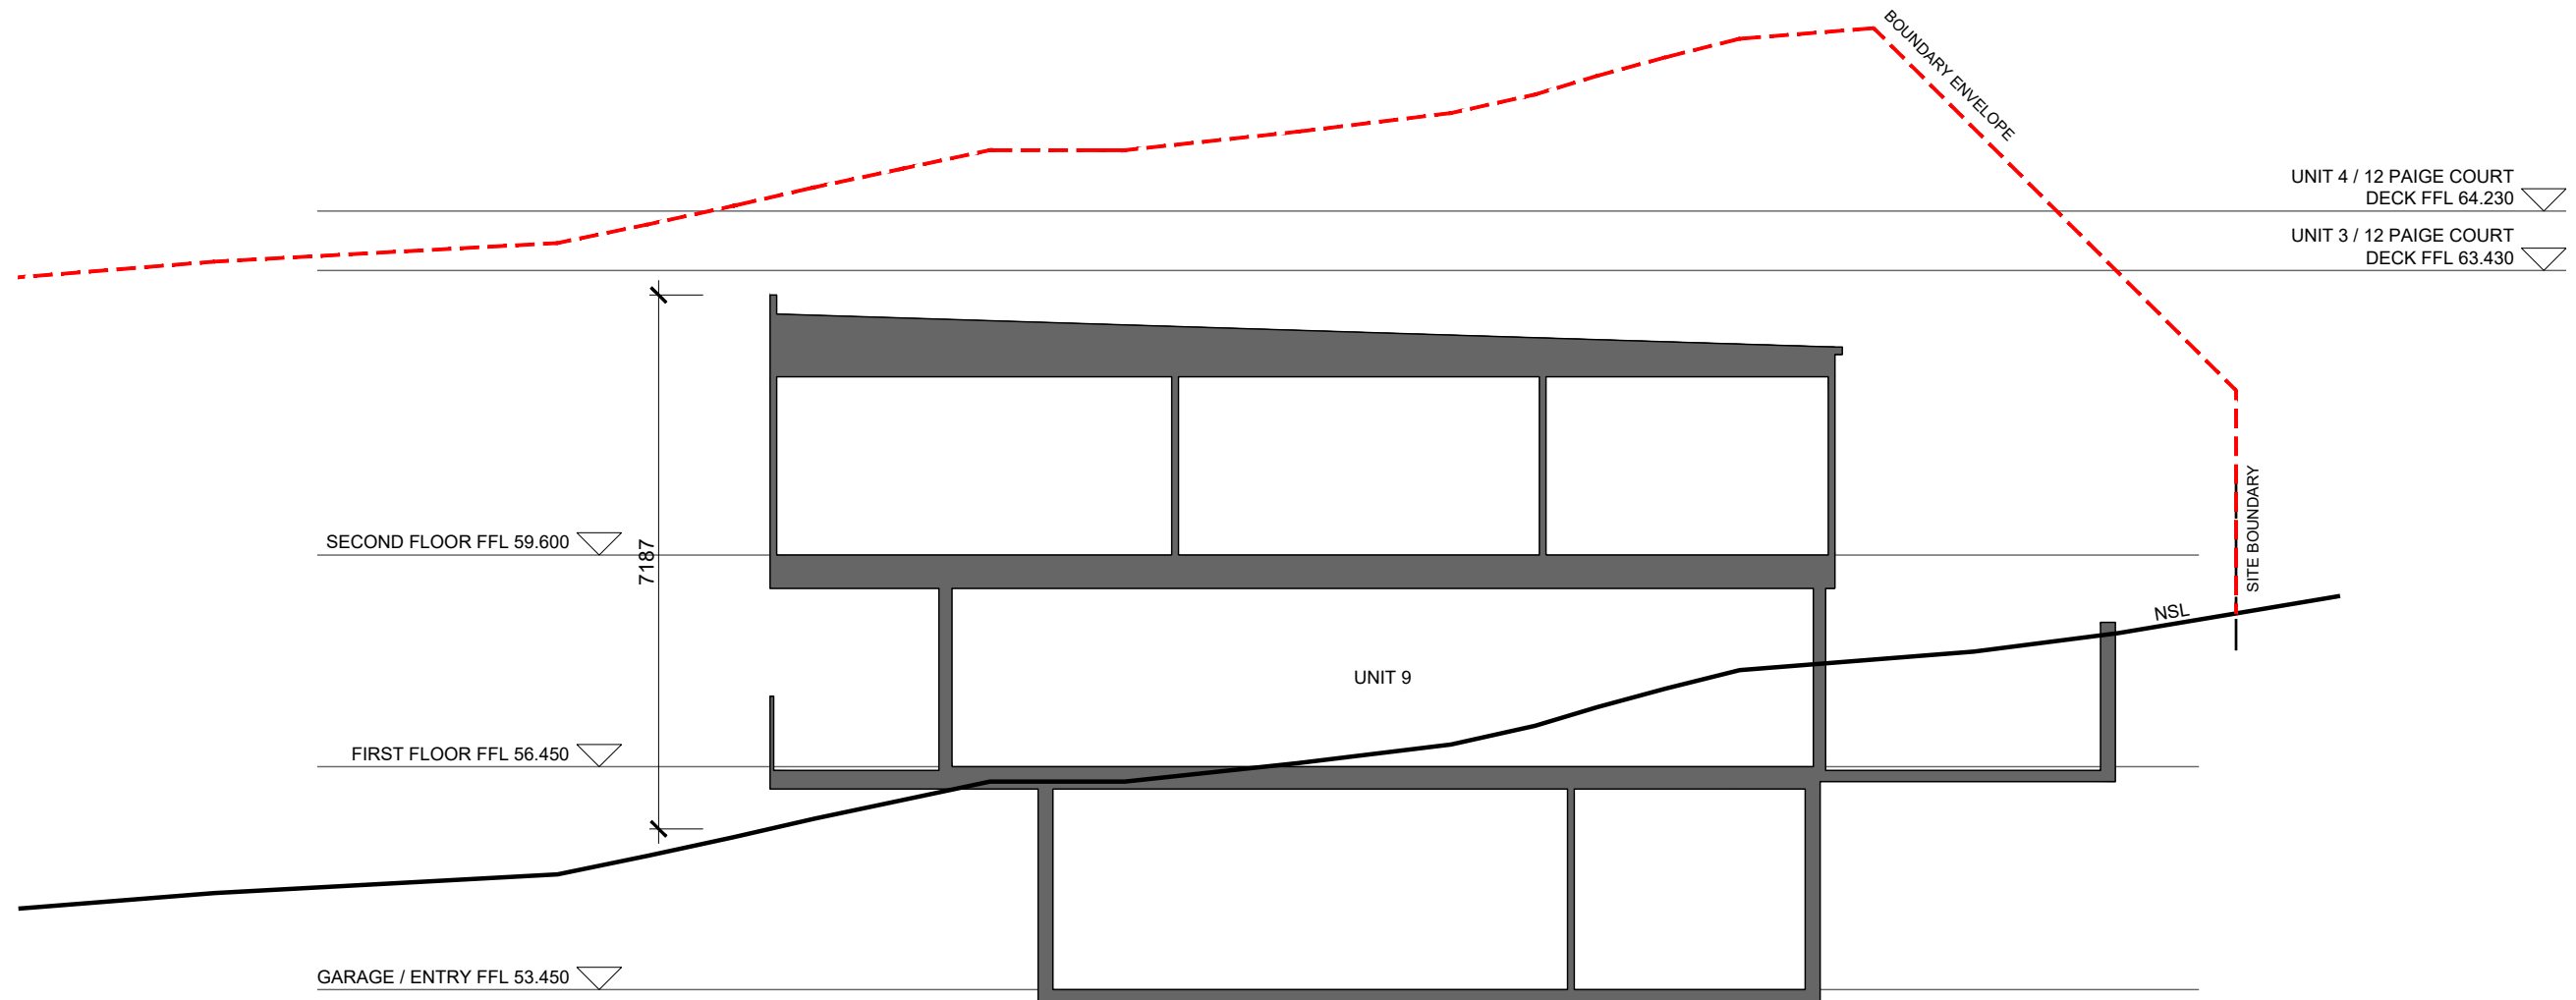 BOUNDARY ENVELOPE
UNIT 4 / 12 PAIGE COURT
DECK FFL 64.230
UNIT 3 / 12 PAIGE COURT
DECK FFL 63.430
SECOND FLOOR FFL 59.600
7187
SITE BOUNDARY
NSL
UNIT 9
FIRST FLOOR FFL 56.450
GARAGE / ENTRY FFL 53.450